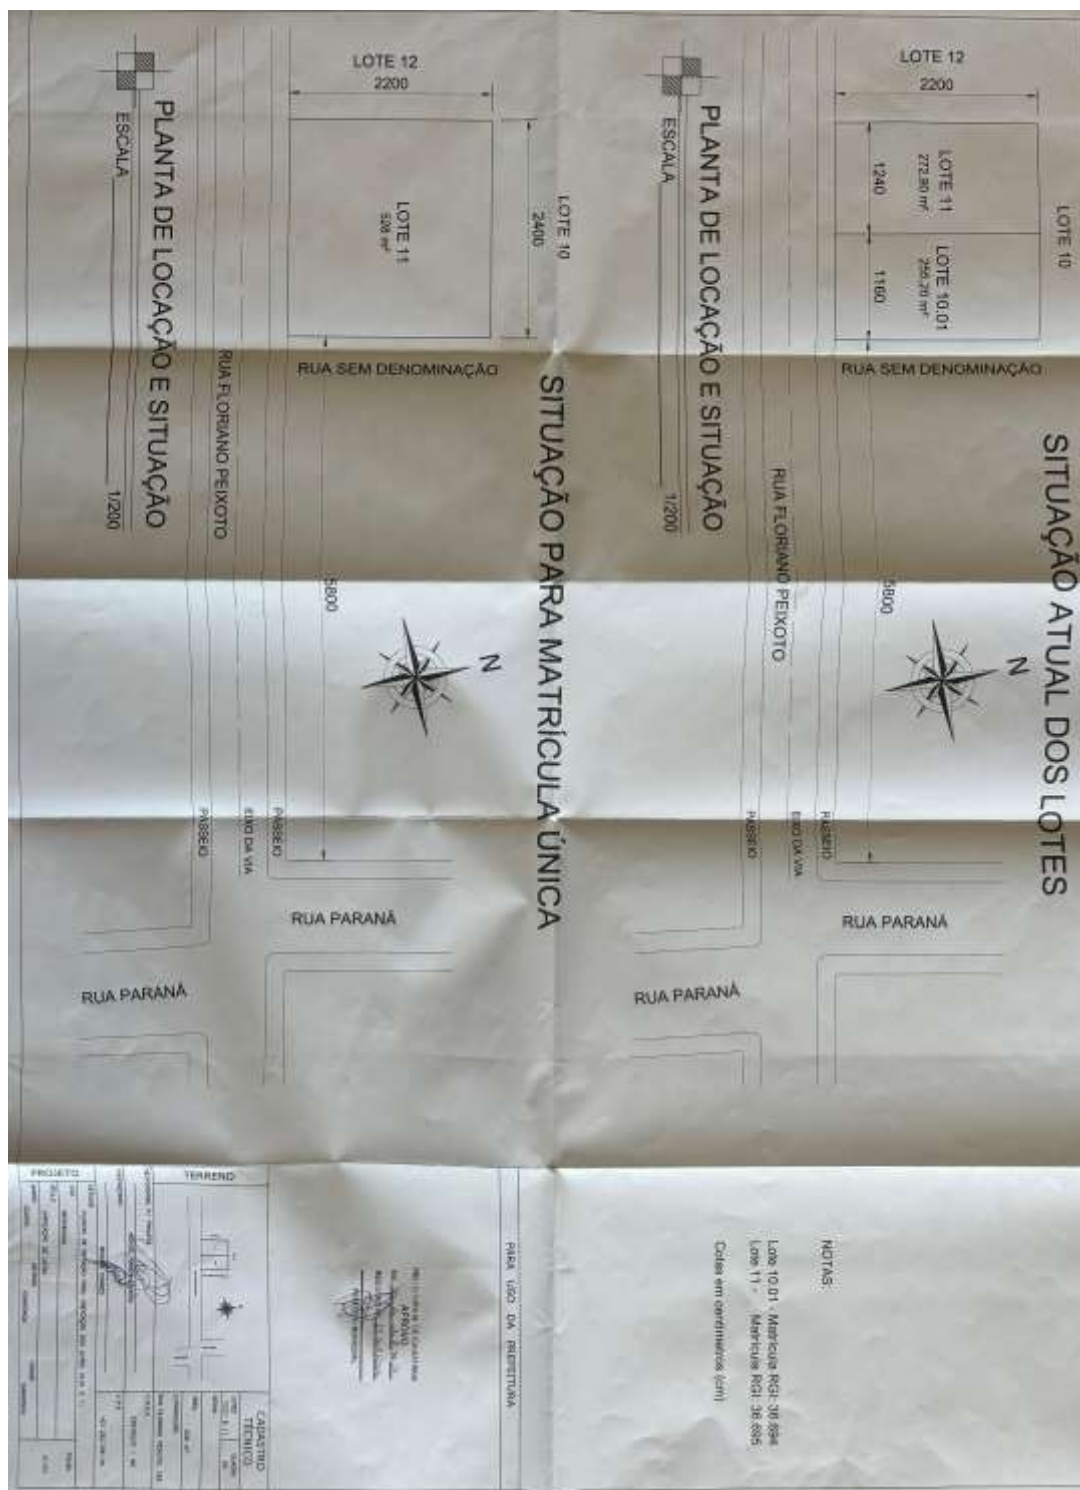 SITUAÇÃO ATUAL DOS LOTES
LOTE 10
LOTE 12
2200
LOTE 11
272.80 m²
LOTE 10.01
255.20 m²
1240
1160
RUA SEM DENOMINAÇÃO
5800
N
RUA FLORIANO PEIXOTO
PASSEIO
EIXO DA VIA
PASSEIO
RUA PARANÁ
RUA PARANÁ
PLANTA DE LOCAÇÃO E SITUAÇÃO
ESCALA 1/200
NOTAS:
Lote 10.01 - Matrícula RGI: 38.694
Lote 11 - Matrícula RGI: 38.695
Cotas em centímetros (cm)
SITUAÇÃO PARA MATRÍCULA ÚNICA
LOTE 10
2400
LOTE 12
2200
LOTE 11
528 m²
RUA SEM DENOMINAÇÃO
5800
N
RUA FLORIANO PEIXOTO
PASSEIO
EIXO DA VIA
PASSEIO
RUA PARANÁ
RUA PARANÁ
PLANTA DE LOCAÇÃO E SITUAÇÃO
ESCALA 1/200
PARA USO DA PREFEITURA
APROVO
CADASTRO
TÉCNICO
TERRENO
PROJETO